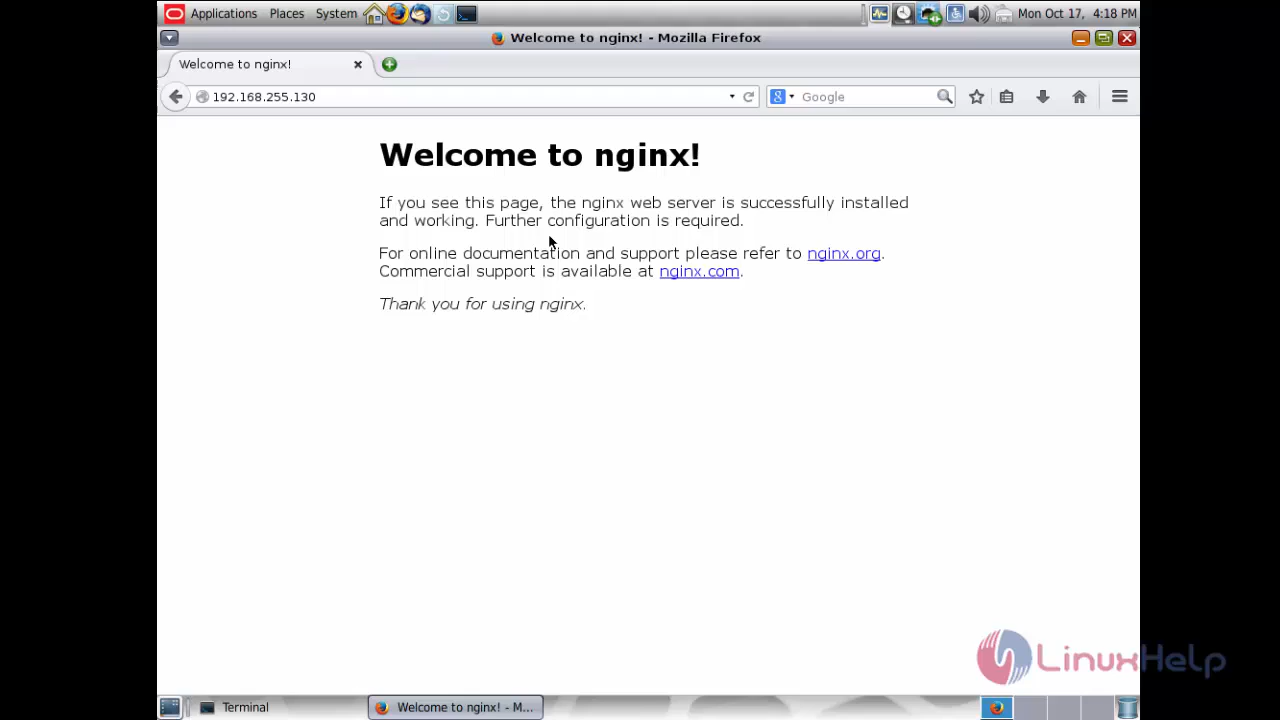 Applications Places System Mon Oct 17, 4:18 PM
Welcome to nginx! - Mozilla Firefox
Welcome to nginx!
192.168.255.130 8 Google
Welcome to nginx!
If you see this page, the nginx web server is successfully installed
and working. Further configuration is required.
For online documentation and support please refer to nginx.org.
Commercial support is available at nginx.com.
Thank you for using nginx.
LinuxHelp
Terminal Welcome to nginx! - M...